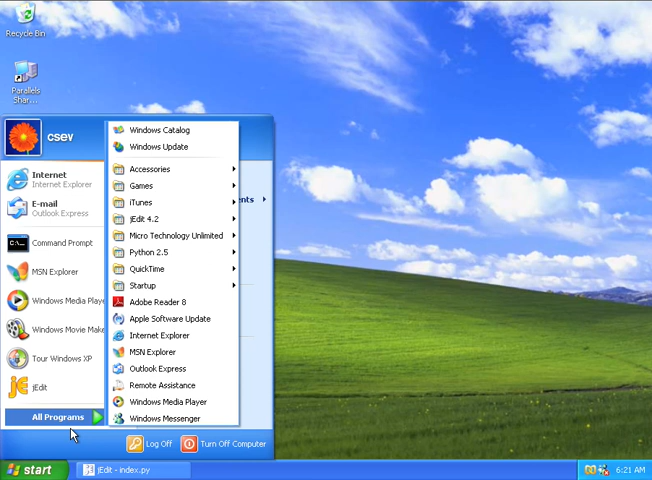 Recycle Bin
Parallels
Shar...
csev
Internet
Internet Explorer
E-mail
Outlook Express
Command Prompt
MSN Explorer
Windows Media Playe
Windows Movie Make
Tour Windows XP
jEdit
All Programs
Windows Catalog
Windows Update
Accessories
Games
iTunes
jEdit 4.2
Micro Technology Unlimited
Python 2.5
QuickTime
Startup
Adobe Reader 8
Apple Software Update
Internet Explorer
MSN Explorer
Outlook Express
Remote Assistance
Windows Media Player
Windows Messenger
ents
Log Off
Turn Off Computer
start
jEdit - index.py
6:21 AM